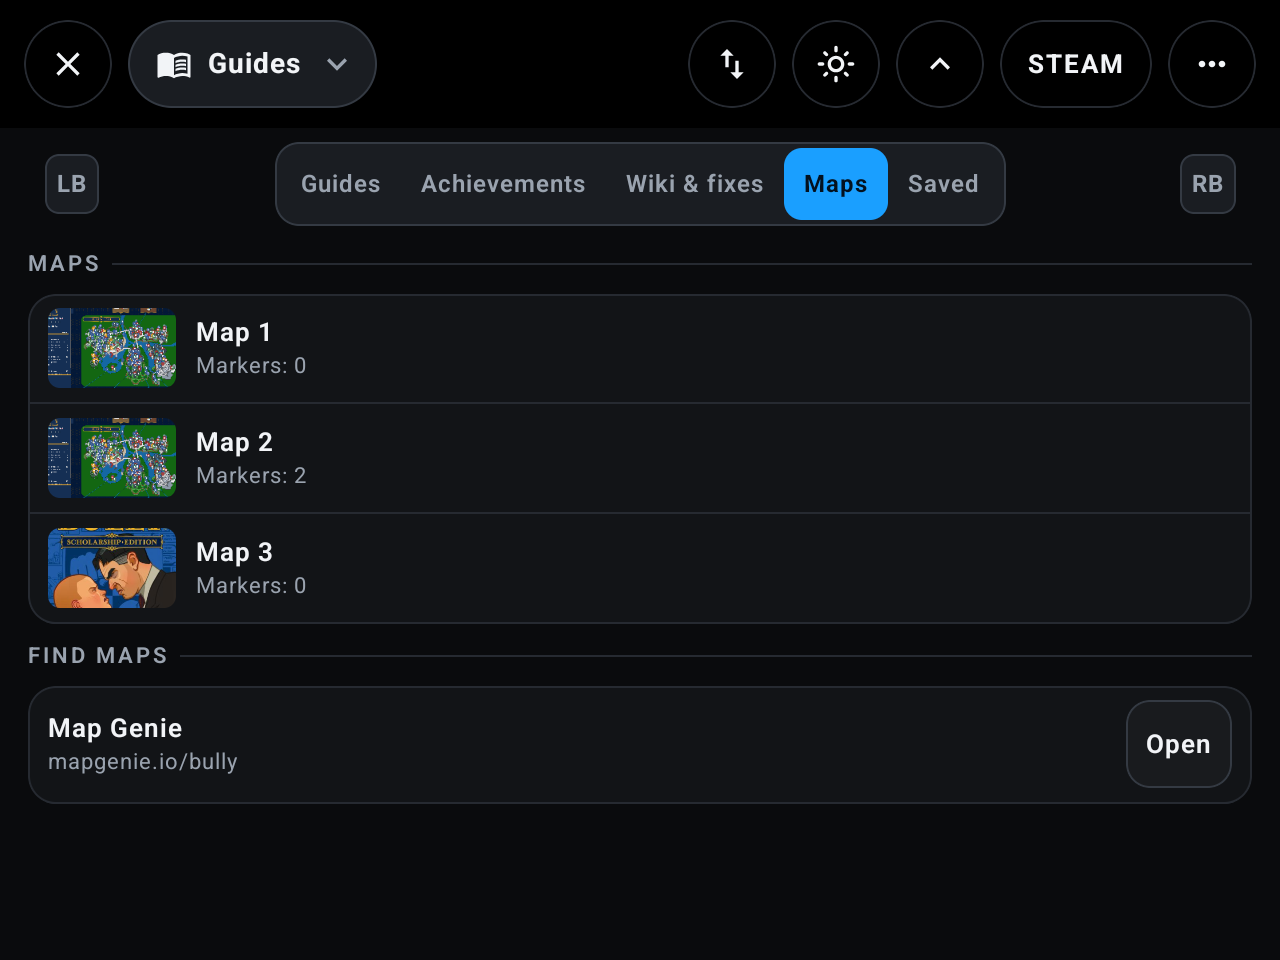 Guides
STEAM
LB
Guides
Achievements
Wiki & fixes
Maps
Saved
RB
MAPS
Map 1
Markers: 0
Map 2
Markers: 2
SCHOLARSHIP EDITION
Map 3
Markers: 0
FIND MAPS
Map Genie
mapgenie.io/bully
Open